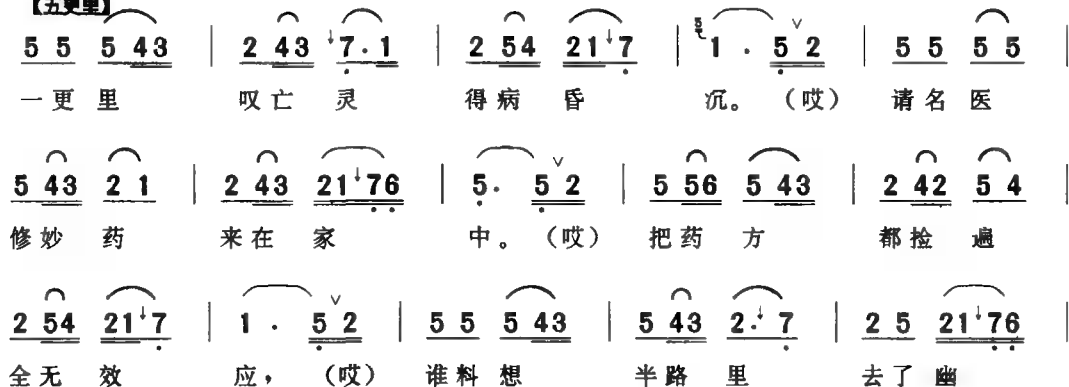 【五更里】
5 5 5 43 | 2 43 ↓7·1 | 2 54 21↓7 | 5 1 · 5 2 | 5 5 5 5 |
一更里 叹亡灵 得病昏 沉。(哎) 请名医
5 43 2 1 | 2 43 21↓76 | 5· 5 2 | 5 56 5 43 | 2 42 5 4 |
修妙药 来在家 中。(哎) 把药方 都捡遍
2 54 21↓7 | 1 · 5 2 | 5 5 5 43 | 5 43 2·↓7 | 2 5 21↓76 |
全无效 应,(哎) 谁料想 半路里 去了幽